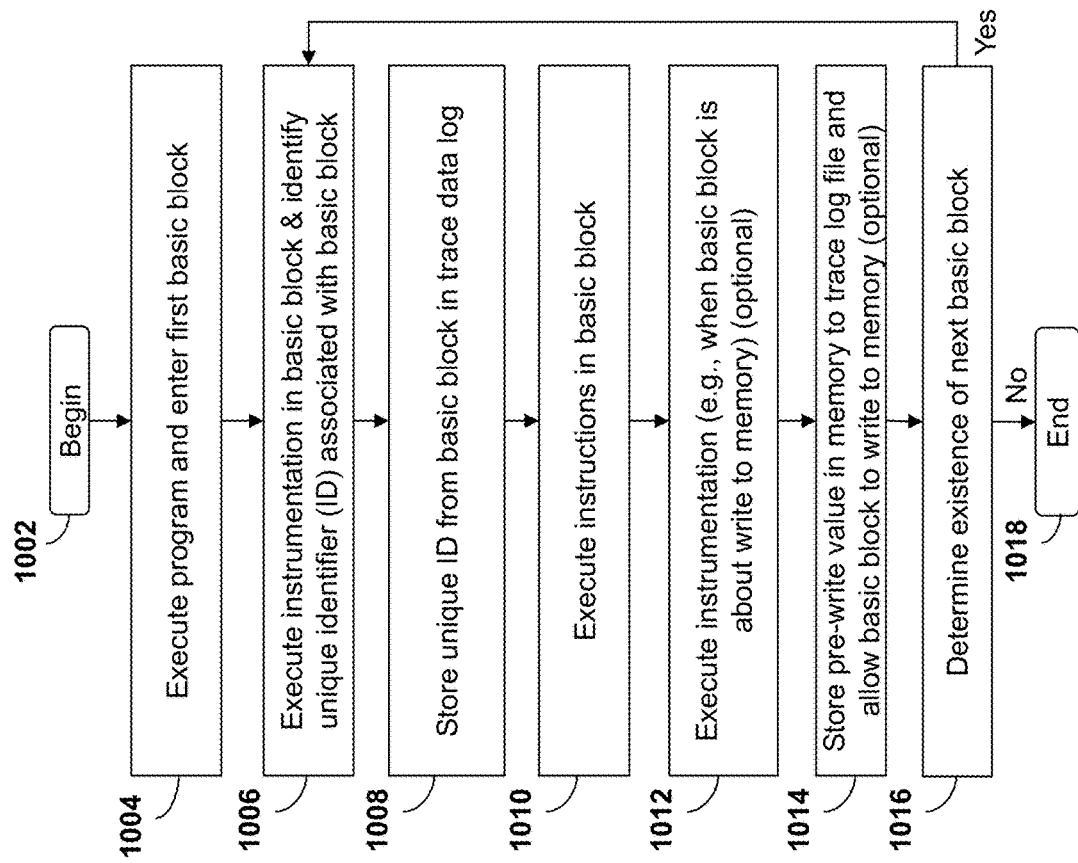 1002
Begin
1004
Execute program and enter first basic block
1006
Execute instrumentation in basic block & identify
unique identifier (ID) associated with basic block
1008
Store unique ID from basic block in trace data log
1010
Execute instructions in basic block
1012
Execute instrumentation (e.g., when basic block is
about write to memory) (optional)
1014
Store pre-write value in memory to trace log file and
allow basic block to write to memory (optional)
1016
Determine existence of next basic block
Yes
No
1018
End